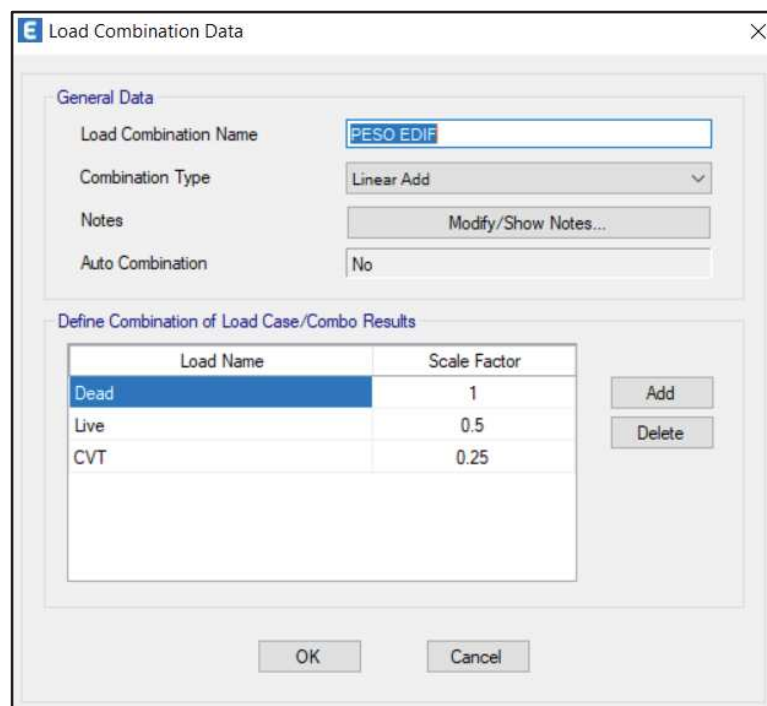 E Load Combination Data
General Data
Load Combination Name PESO EDIF
Combination Type Linear Add
Notes Modify/Show Notes...
Auto Combination No
Define Combination of Load Case/Combo Results
Load Name Scale Factor
Dead 1 Add
Live 0.5 Delete
CVT 0.25
OK Cancel